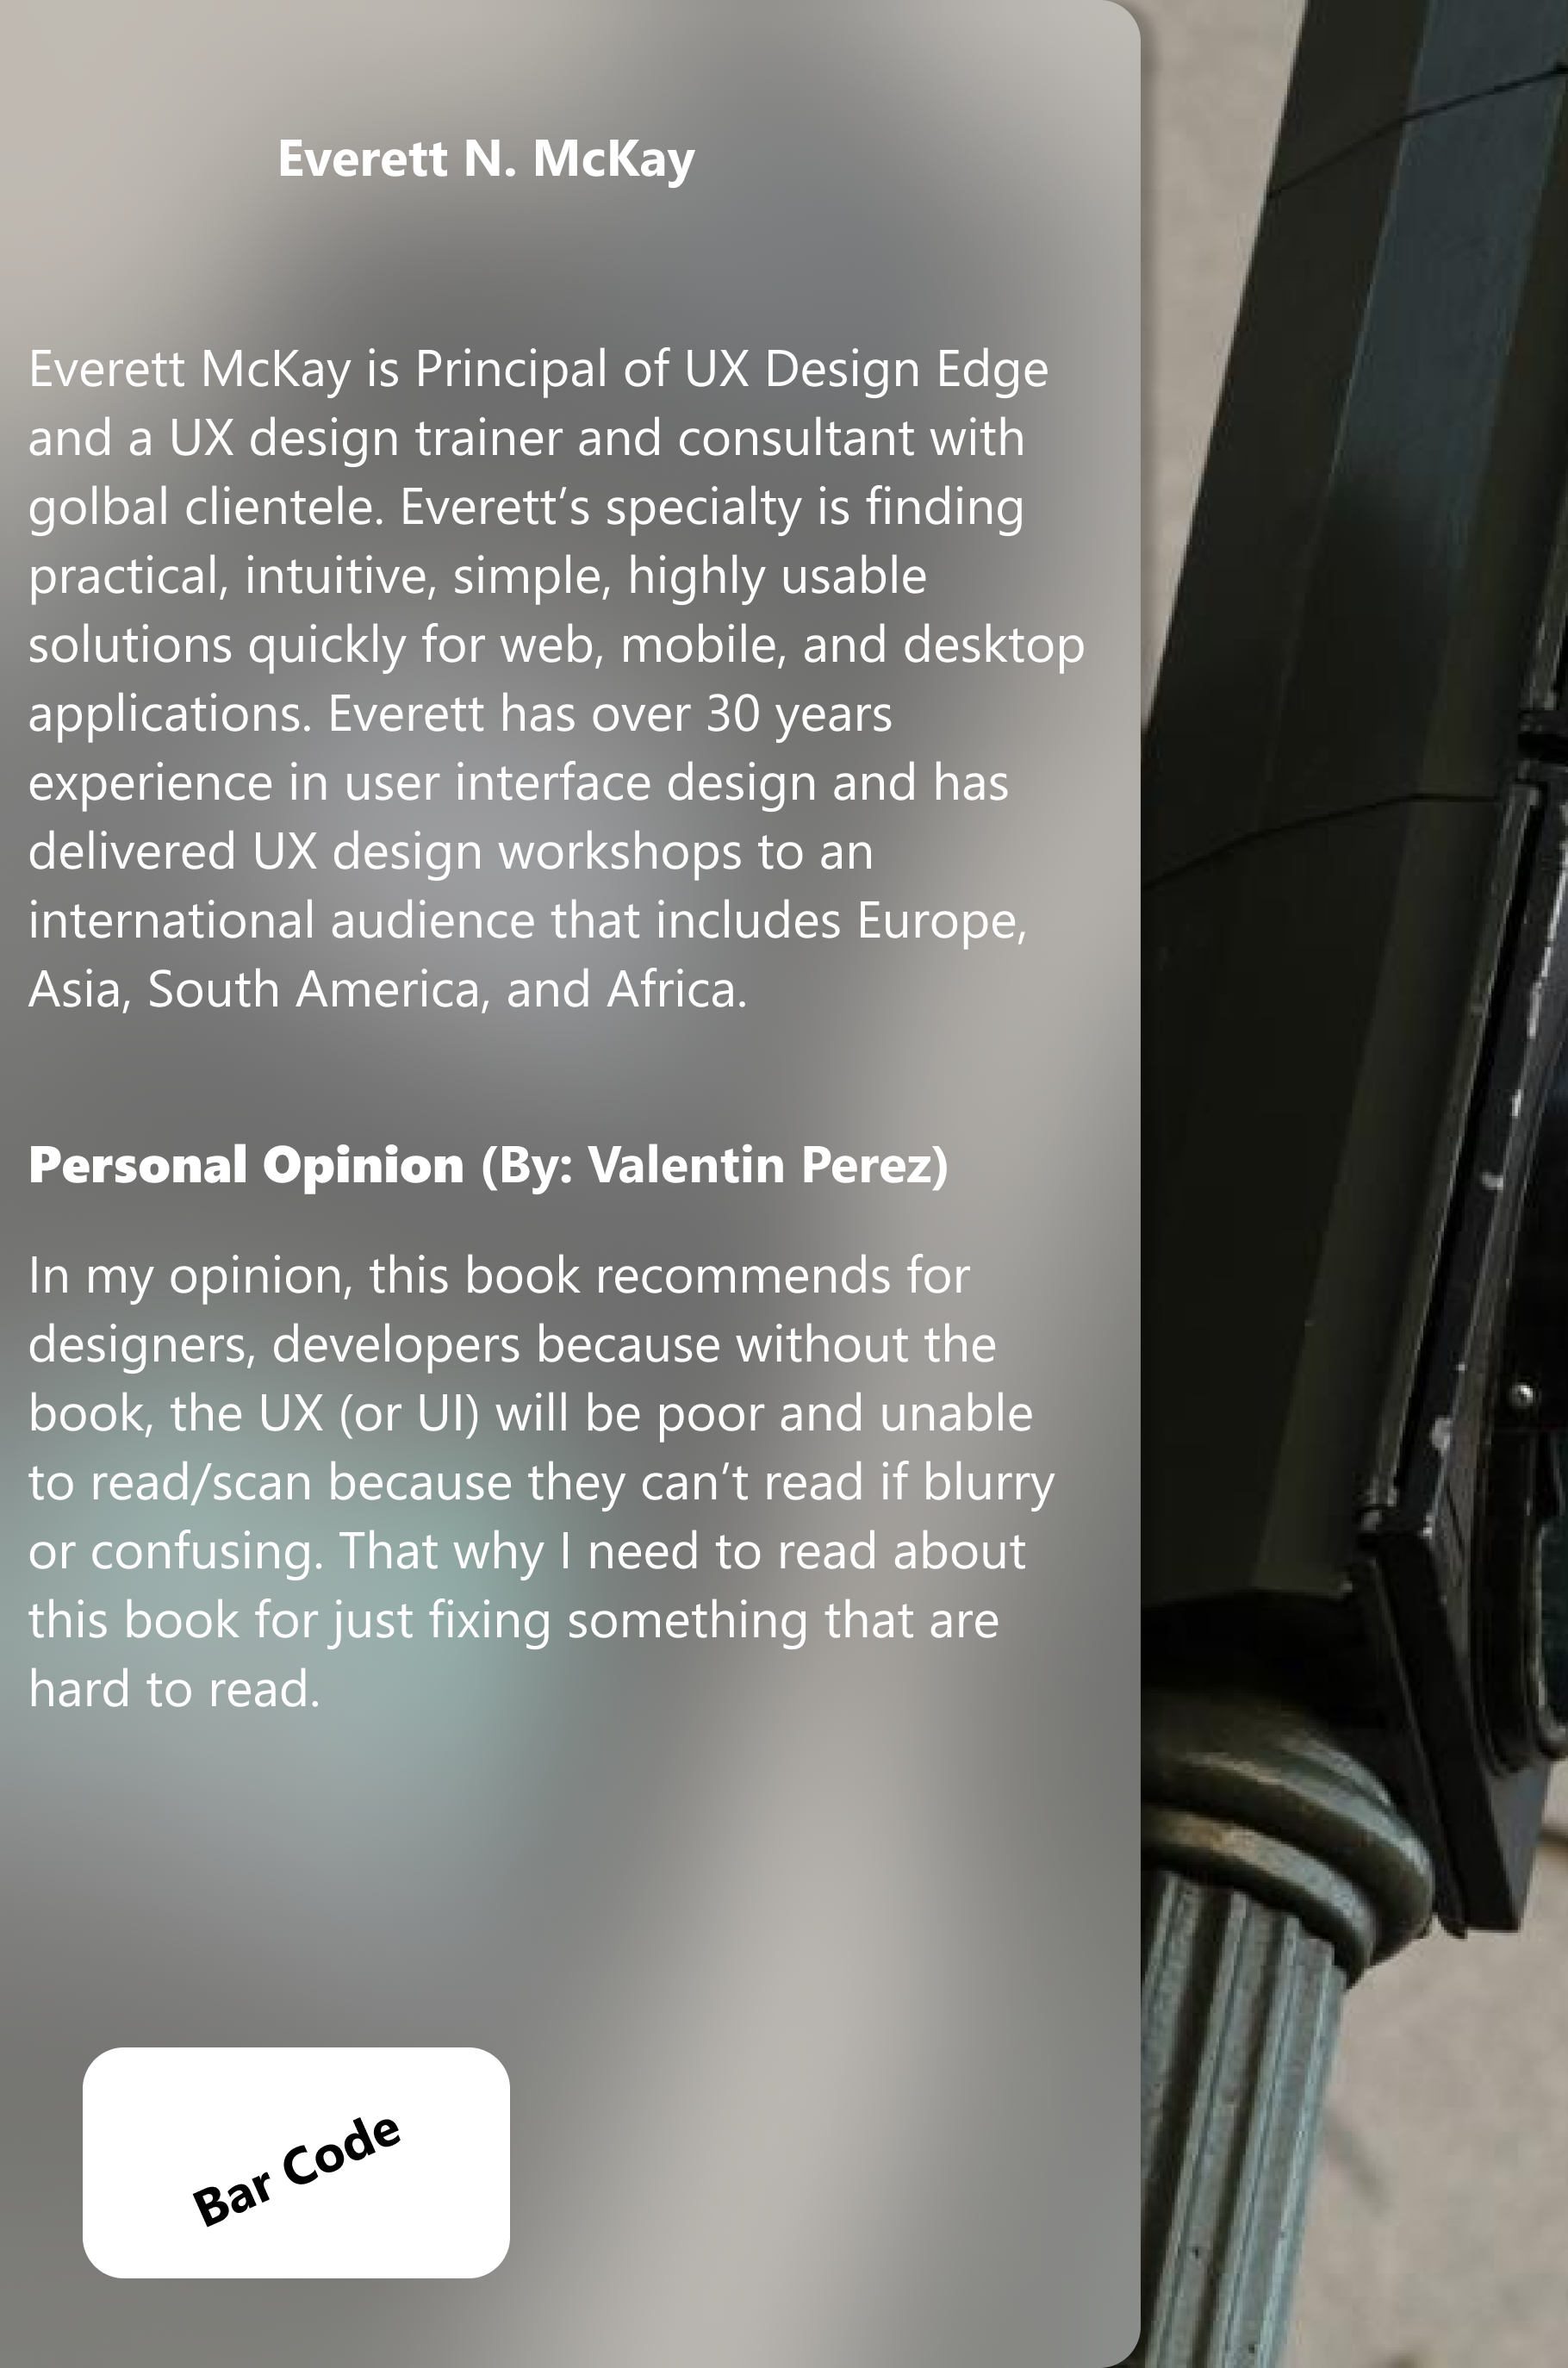 Everett N. McKay
Everett McKay is Principal of UX Design Edge
and a UX design trainer and consultant with
golbal clientele. Everett’s specialty is finding
practical, intuitive, simple, highly usable
solutions quickly for web, mobile, and desktop
applications. Everett has over 30 years
experience in user interface design and has
delivered UX design workshops to an
international audience that includes Europe,
Asia, South America, and Africa.
Personal Opinion (By: Valentin Perez)
In my opinion, this book recommends for
designers, developers because without the
book, the UX (or UI) will be poor and unable
to read/scan because they can’t read if blurry
or confusing. That why I need to read about
this book for just fixing something that are
hard to read.
Bar Code